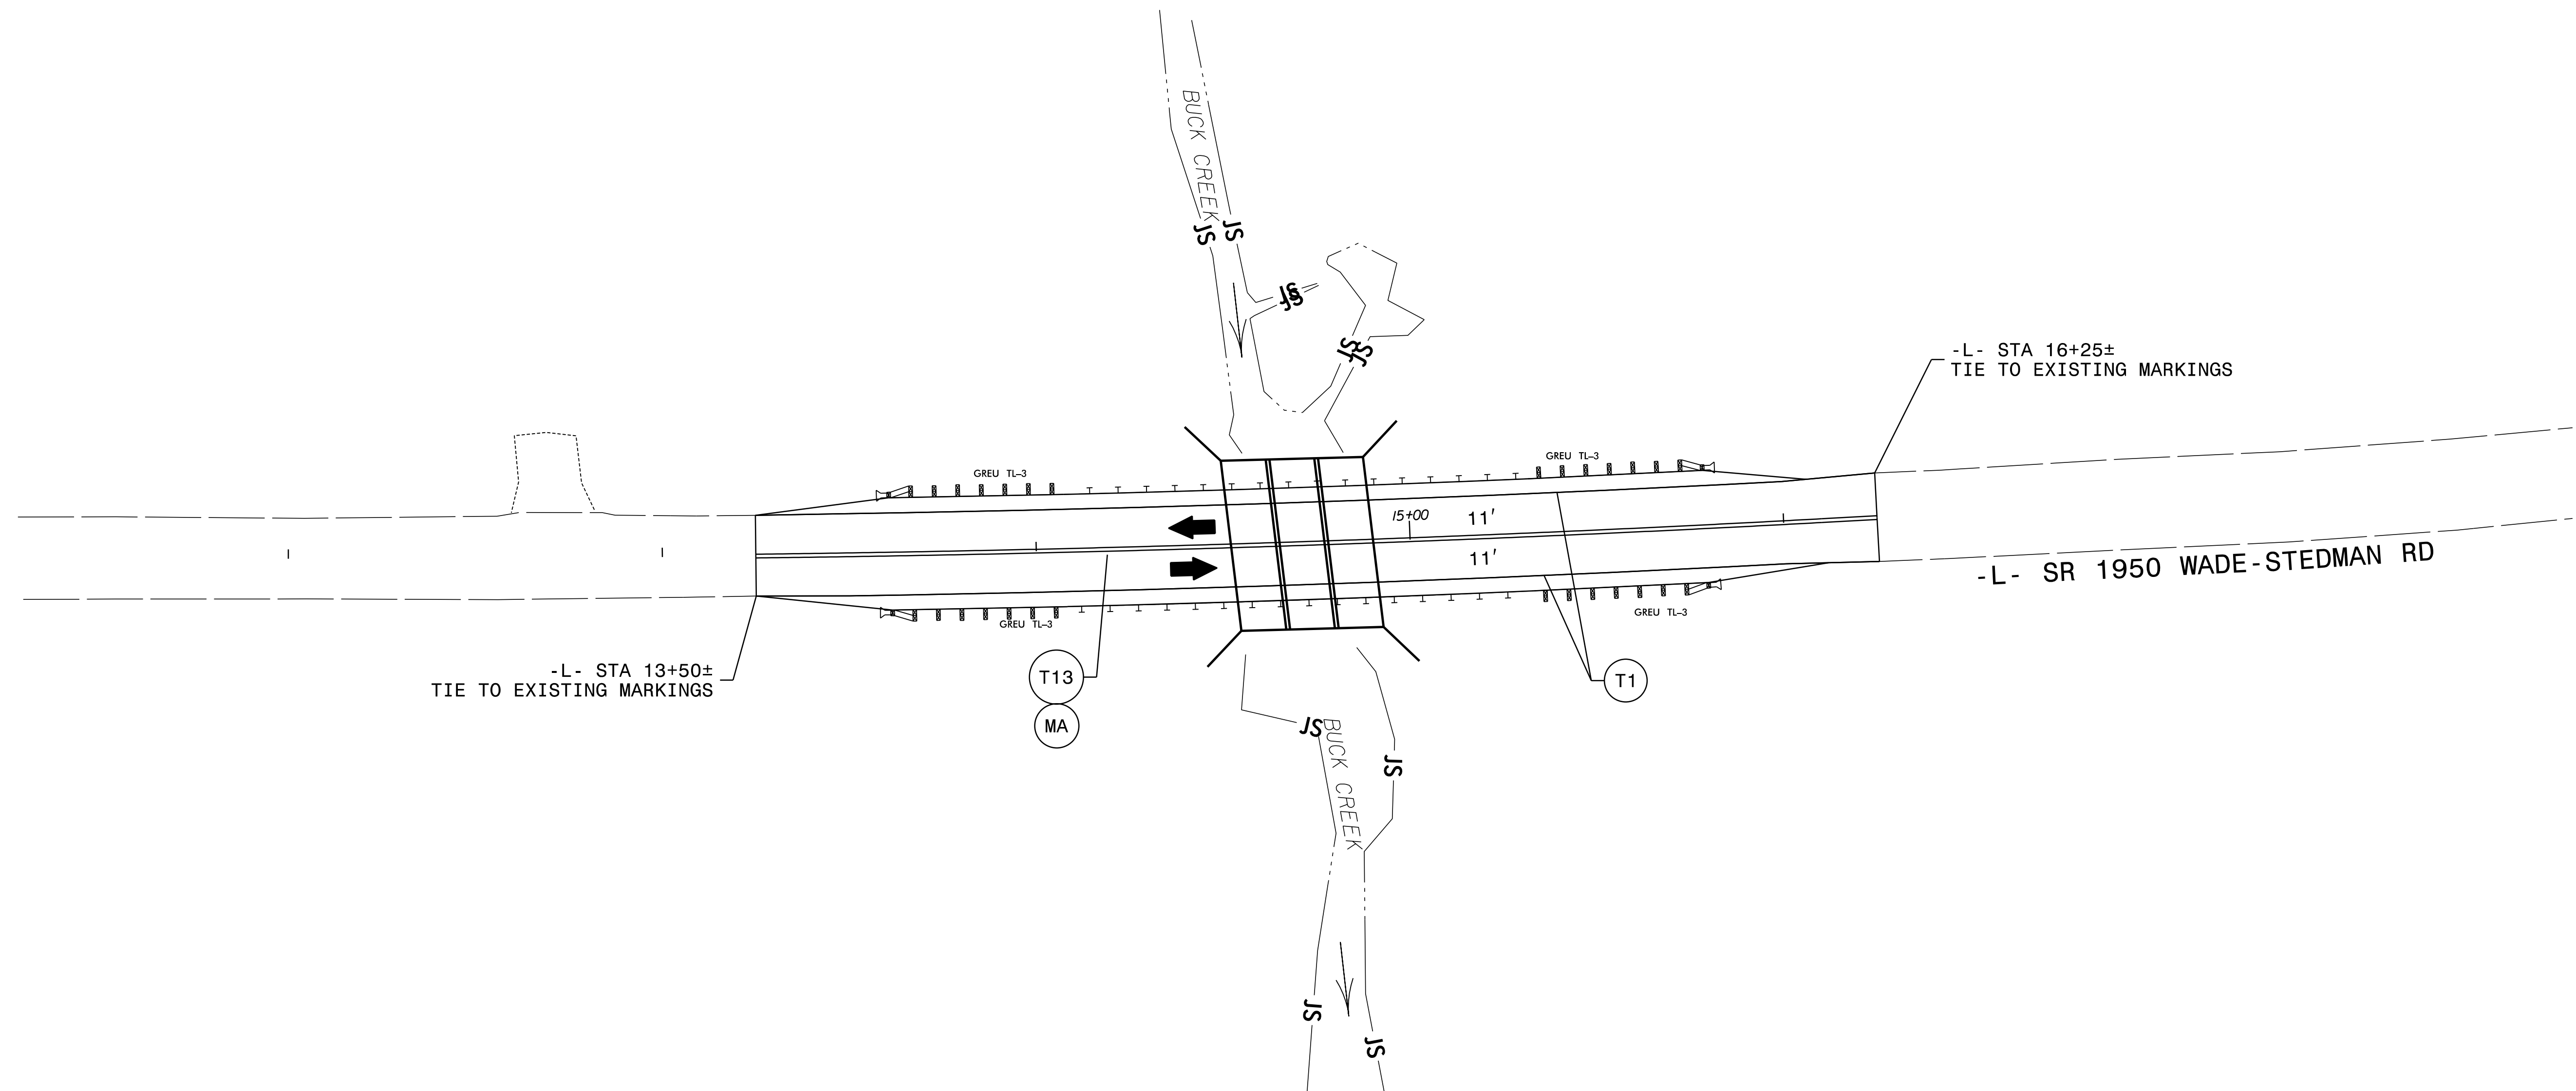 BUCK CREEK
JS
JS
JS
JS
JS
JS
-L- STA 16+25±
TIE TO EXISTING MARKINGS
GREU TL-3
GREU TL-3
15+00
11'
11'
-L- SR 1950 WADE-STEDMAN RD
GREU TL-3
GREU TL-3
-L- STA 13+50±
TIE TO EXISTING MARKINGS
T13
MA
T1
JS
BUCK CREEK
JS
JS
JS